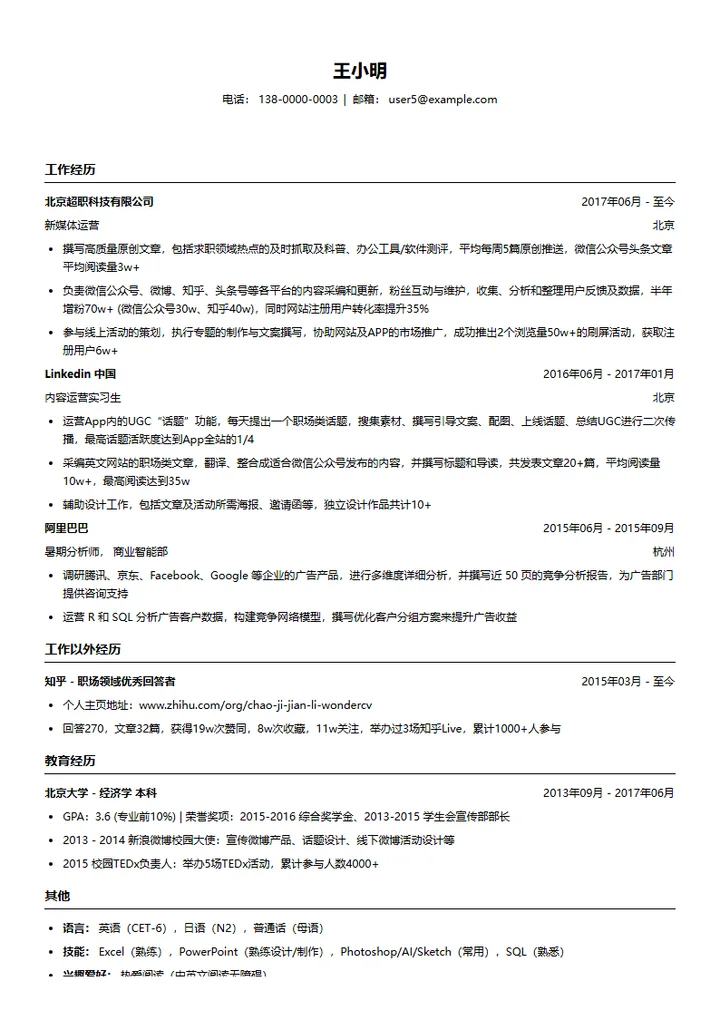 王小明
电话： 138-0000-0003 | 邮箱： user5@example.com
工作经历
北京超职科技有限公司 2017年06月 - 至今
新媒体运营 北京
• 撰写高质量原创文章，包括求职领域热点的及时抓取及科普、办公工具/软件测评，平均每周5篇原创推送，微信公众号头条文章
平均阅读量3w+
• 负责微信公众号、微博、知乎、头条号等各平台的内容采编和更新，粉丝互动与维护，收集、分析和整理用户反馈及数据，半年
增粉70w+ (微信公众号30w、知乎40w)，同时网站注册用户转化率提升35%
• 参与线上活动的策划，执行专题的制作与文案撰写，协助网站及APP的市场推广，成功推出2个浏览量50w+的刷屏活动，获取注
册用户6w+
Linkedin 中国 2016年06月 - 2017年01月
内容运营实习生 北京
• 运营App内的UGC“话题”功能，每天提出一个职场类话题，搜集素材、撰写引导文案、配图、上线话题、总结UGC进行二次传
播，最高话题活跃度达到App全站的1/4
• 采编英文网站的职场类文章，翻译、整合成适合微信公众号发布的内容，并撰写标题和导读，共发表文章20+篇，平均阅读量
10w+，最高阅读达到35w
• 辅助设计工作，包括文章及活动所需海报、邀请函等，独立设计作品共计10+
阿里巴巴 2015年06月 - 2015年09月
暑期分析师， 商业智能部 杭州
• 调研腾讯、京东、Facebook、Google 等企业的广告产品，进行多维度详细分析，并撰写近 50 页的竞争分析报告，为广告部门
提供咨询支持
• 运营 R 和 SQL 分析广告客户数据，构建竞争网络模型，撰写优化客户分组方案来提升广告收益
工作以外经历
知乎 - 职场领域优秀回答者 2015年03月 - 至今
• 个人主页地址：www.zhihu.com/org/chao-ji-jian-li-wondercv
• 回答270，文章32篇，获得19w次赞同，8w次收藏，11w关注，举办过3场知乎Live，累计1000+人参与
教育经历
北京大学 - 经济学 本科 2013年09月 - 2017年06月
• GPA：3.6 (专业前10%) | 荣誉奖项：2015-2016 综合奖学金、2013-2015 学生会宣传部部长
• 2013 - 2014 新浪微博校园大使：宣传微博产品、话题设计、线下微博活动设计等
• 2015 校园TEDx负责人：举办5场TEDx活动，累计参与人数4000+
其他
• 语言： 英语（CET-6）, 日语（N2）, 普通话（母语）
• 技能： Excel（熟练）, PowerPoint（熟练设计/制作）, Photoshop/AI/Sketch（常用）, SQL（熟悉）
• 兴趣爱好： 热爱阅读（中英文阅读无障碍）